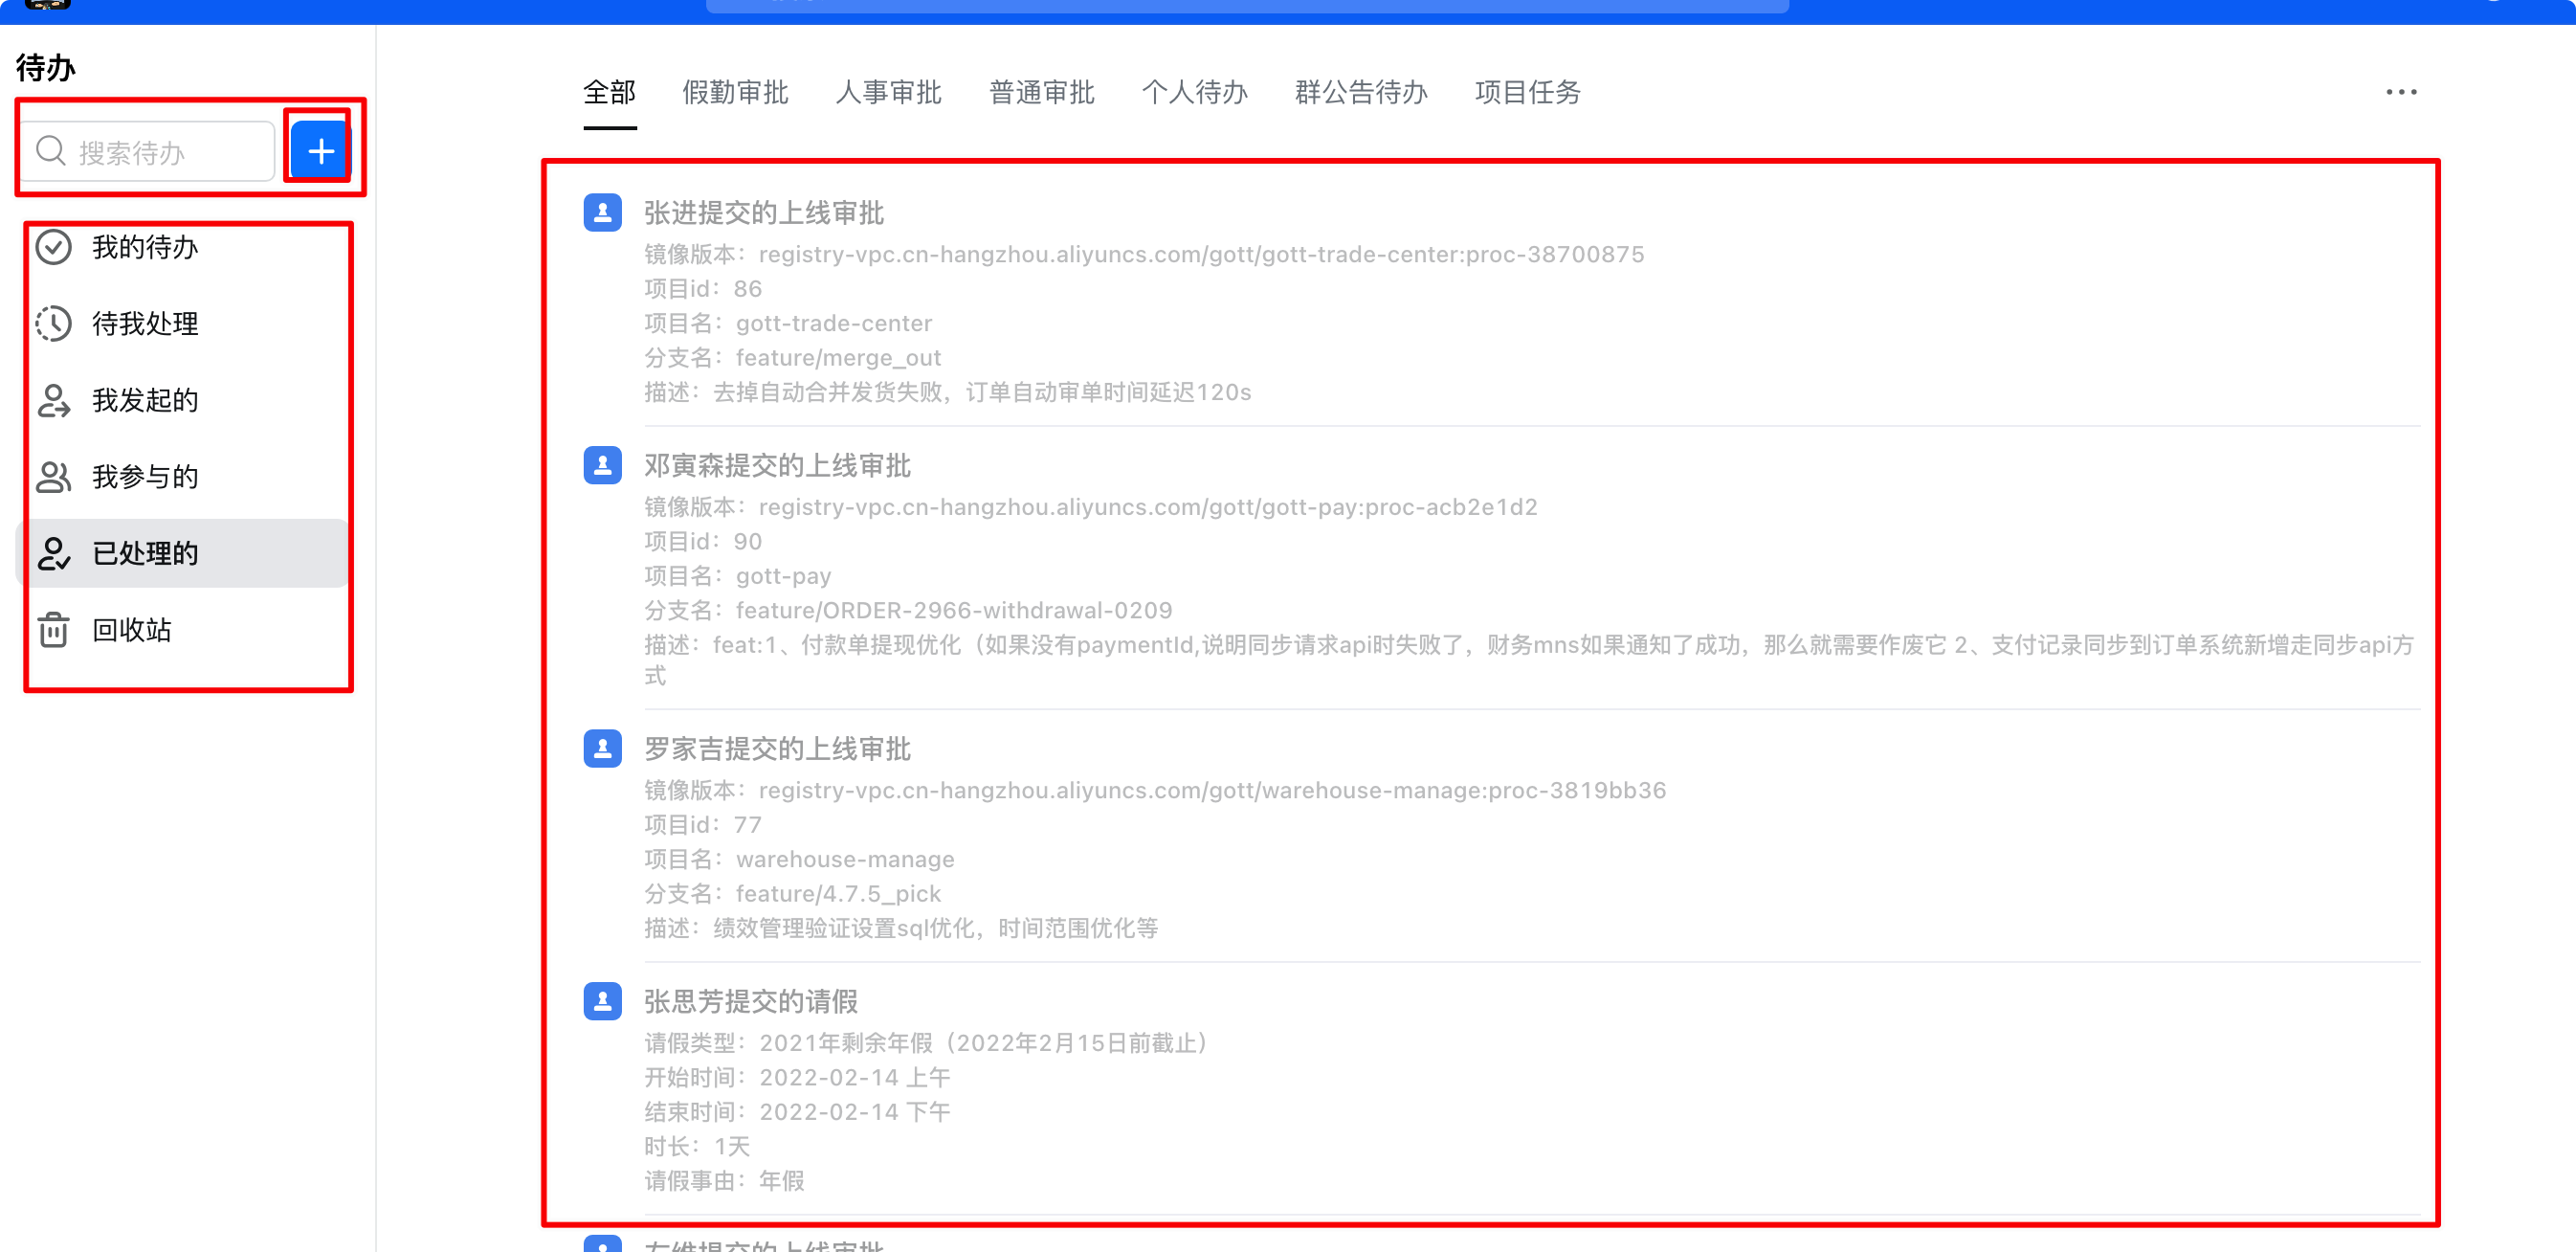 待办
搜索待办
我的待办
待我处理
我发起的
我参与的
已处理的
回收站
全部 假勤审批 人事审批 普通审批 个人待办 群公告待办 项目任务
张进提交的上线审批
镜像版本：registry-vpc.cn-hangzhou.aliyuncs.com/gott/gott-trade-center:proc-38700875
项目id：86
项目名：gott-trade-center
分支名：feature/merge_out
描述：去掉自动合并发货失败，订单自动审单时间延迟120s
邓寅森提交的上线审批
镜像版本：registry-vpc.cn-hangzhou.aliyuncs.com/gott/gott-pay:proc-acb2e1d2
项目id：90
项目名：gott-pay
分支名：feature/ORDER-2966-withdrawal-0209
描述：feat:1、付款单提现优化（如果没有paymentId,说明同步请求api时失败了，财务mns如果通知了成功，那么就需要作废它 2、支付记录同步到订单系统新增走同步api方
式
罗家吉提交的上线审批
镜像版本：registry-vpc.cn-hangzhou.aliyuncs.com/gott/warehouse-manage:proc-3819bb36
项目id：77
项目名：warehouse-manage
分支名：feature/4.7.5_pick
描述：绩效管理验证设置sql优化，时间范围优化等
张思芳提交的请假
请假类型：2021年剩余年假（2022年2月15日前截止）
开始时间：2022-02-14 上午
结束时间：2022-02-14 下午
时长：1天
请假事由：年假
提交的上线审批